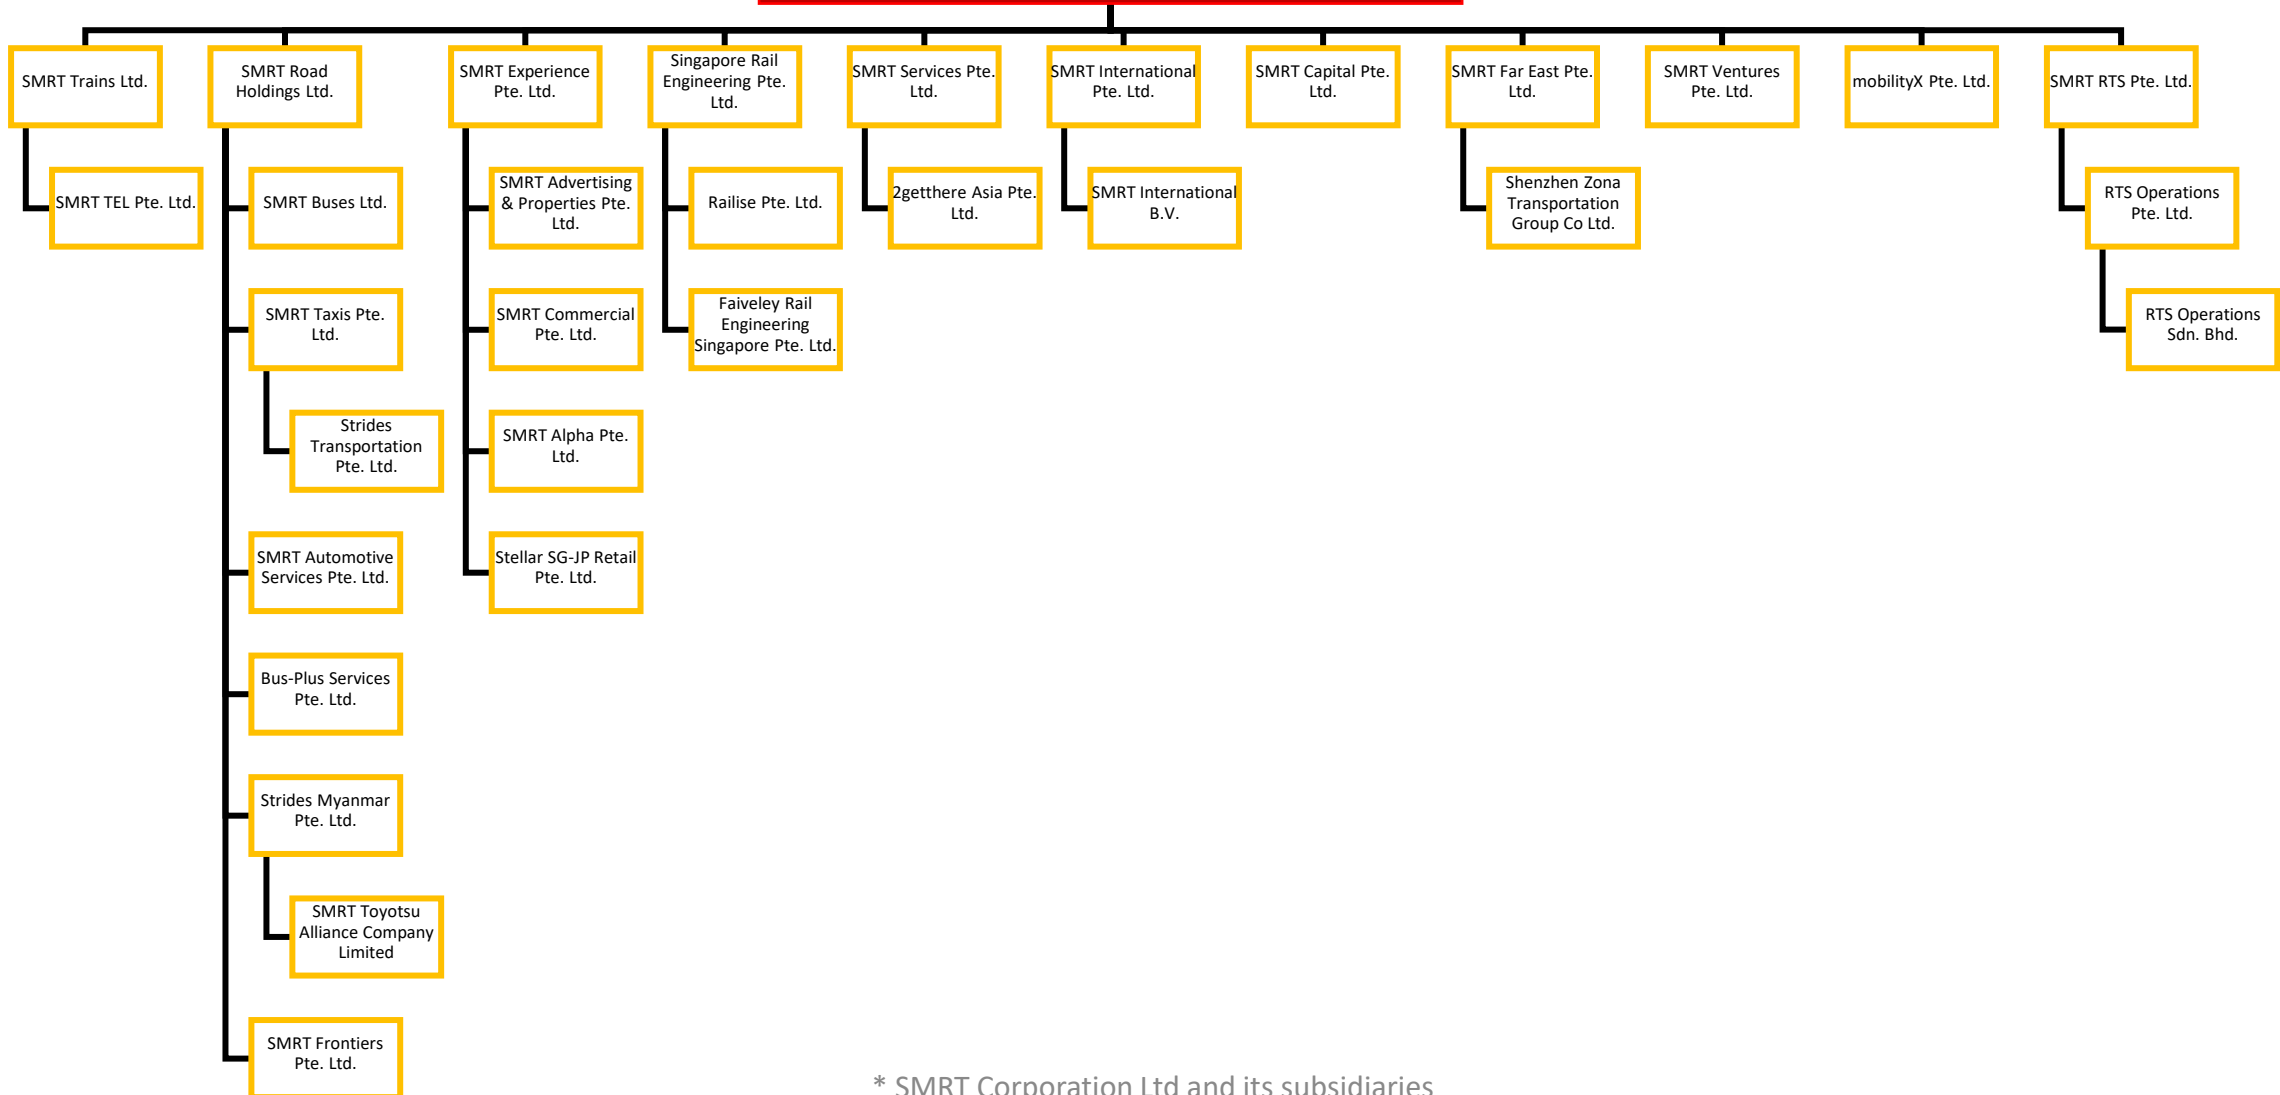 SMRT Trains Ltd.
SMRT Road
Holdings Ltd.
SMRT Experience
Pte. Ltd.
Singapore Rail
Engineering Pte.
Ltd.
SMRT Services Pte.
Ltd.
SMRT International
Pte. Ltd.
SMRT Capital Pte.
Ltd.
SMRT Far East Pte.
Ltd.
SMRT Ventures
Pte. Ltd.
mobilityX Pte. Ltd.
SMRT RTS Pte. Ltd.
SMRT TEL Pte. Ltd.
SMRT Buses Ltd.
SMRT Advertising
& Properties Pte.
Ltd.
Railise Pte. Ltd.
2getthere Asia Pte.
Ltd.
SMRT International
B.V.
Shenzhen Zona
Transportation
Group Co Ltd.
RTS Operations
Pte. Ltd.
SMRT Taxis Pte.
Ltd.
SMRT Commercial
Pte. Ltd.
Faiveley Rail
Engineering
Singapore Pte. Ltd.
RTS Operations
Sdn. Bhd.
Strides
Transportation
Pte. Ltd.
SMRT Alpha Pte.
Ltd.
SMRT Automotive
Services Pte. Ltd.
Stellar SG-JP Retail
Pte. Ltd.
Bus-Plus Services
Pte. Ltd.
Strides Myanmar
Pte. Ltd.
SMRT Toyotsu
Alliance Company
Limited
SMRT Frontiers
Pte. Ltd.
* SMRT Corporation Ltd and its subsidiaries